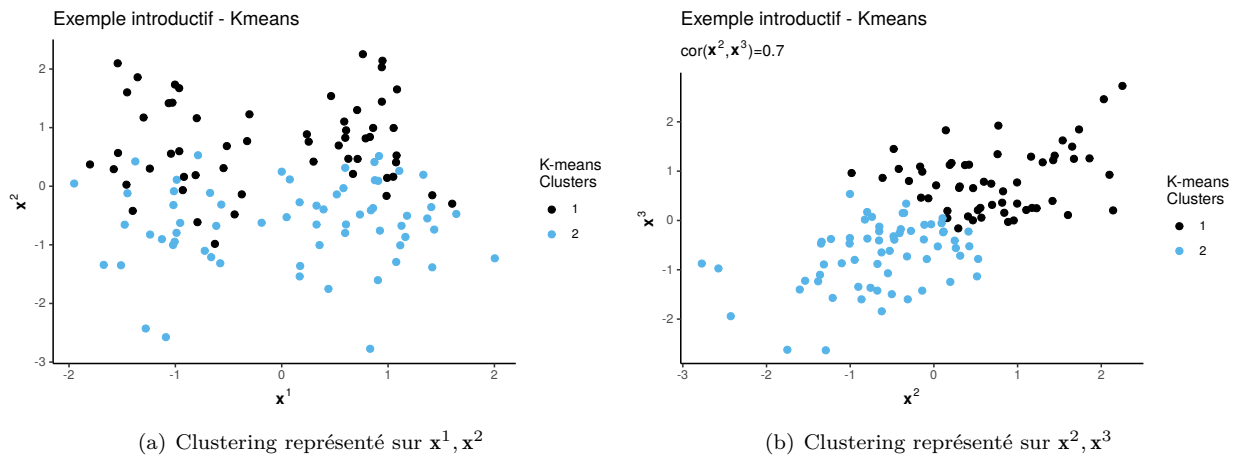 Exemple introductif - Kmeans
2
1
0
-1
-2
-3
x²
-2
-1
0
1
2
x¹
K-means
Clusters
1
2
(a) Clustering représenté sur x¹, x²
Exemple introductif - Kmeans
cor(x²,x³)=0.7
2
1
0
-1
-2
x³
-3
-2
-1
0
1
2
x²
K-means
Clusters
1
2
(b) Clustering représenté sur x², x³